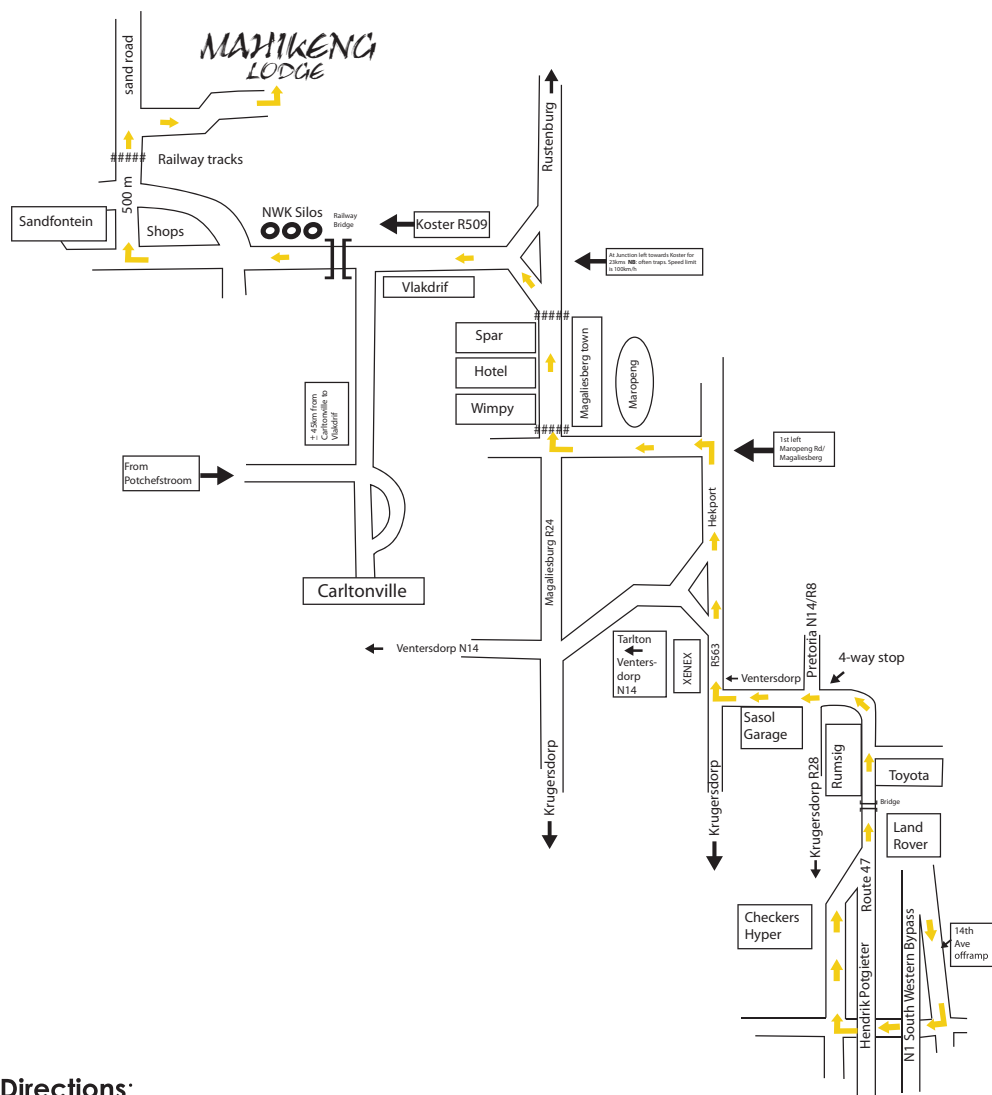 MAHIKENG
LODGE
sand road
Rustenburg
#####
Railway tracks
500 m
Sandfontein
Shops
NWK Silos
Railway
Bridge
Koster R509
At Junction left towards Koster for
23kms NB: often traps. Speed limit
is 100km/h
Vlakdrif
#####
Spar
Hotel
Wimpy
Magaliesberg town
Maropeng
#####
+ 45km from
Carltonville to
Vlakdrif
1st left
Maropeng Rd/
Magaliesberg
From
Potchefstroom
Hekport
Magaliesburg R24
Carltonville
Ventersdorp N14
Tarlton
Venters-
dorp
N14
XENEX
R563
Pretoria N14/R8
4-way stop
Ventersdorp
Sasol
Garage
Rumsig
Toyota
Krugersdorp
Krugersdorp
Krugersdorp R28
Bridge
Land
Rover
Route 47
Checkers
Hyper
Hendrik Potgieter
N1 South Western Bypass
14th
Ave
offramp
Directions: